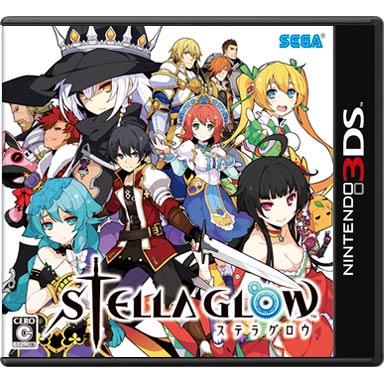 SEGA
NINTENDO 3DS
STELLA GLOW
ステラグロウ
CERO
C